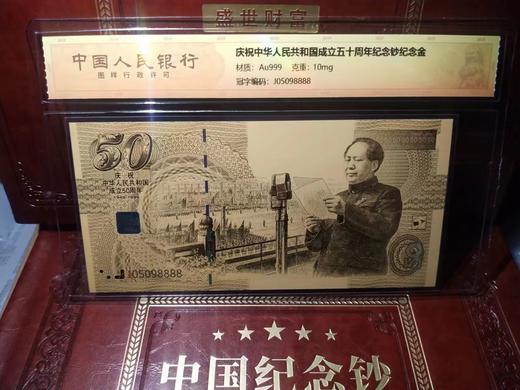 盛世财富
中国人民银行
图样行政许可
庆祝中华人民共和国成立五十周年纪念钞纪念金
材质：Au999 克重：10mg
冠字编码：J05098888
50
庆祝
中华人民共和国
成立50周年
1949-1999
J05098888
中国纪念钞